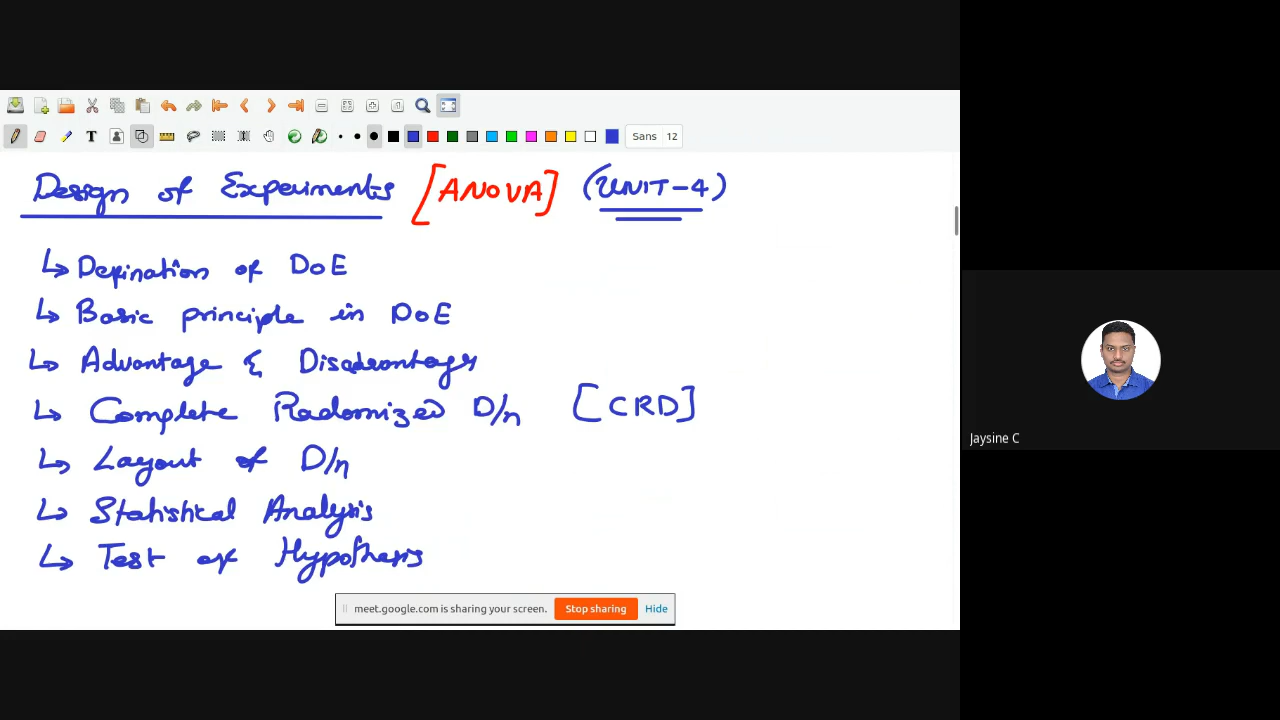 Sans 12
Design of Experiments [ANOVA] (UNIT-4)
↳ Defination of DoE
↳ Basic principle in DoE
↳ Advantage & Disadvantages
↳ Complete Radomized D/n [CRD]
↳ Layout of D/n
↳ Statistical Analysis
↳ Test of Hypothesis
Jaysine C
meet.google.com is sharing your screen. Stop sharing Hide